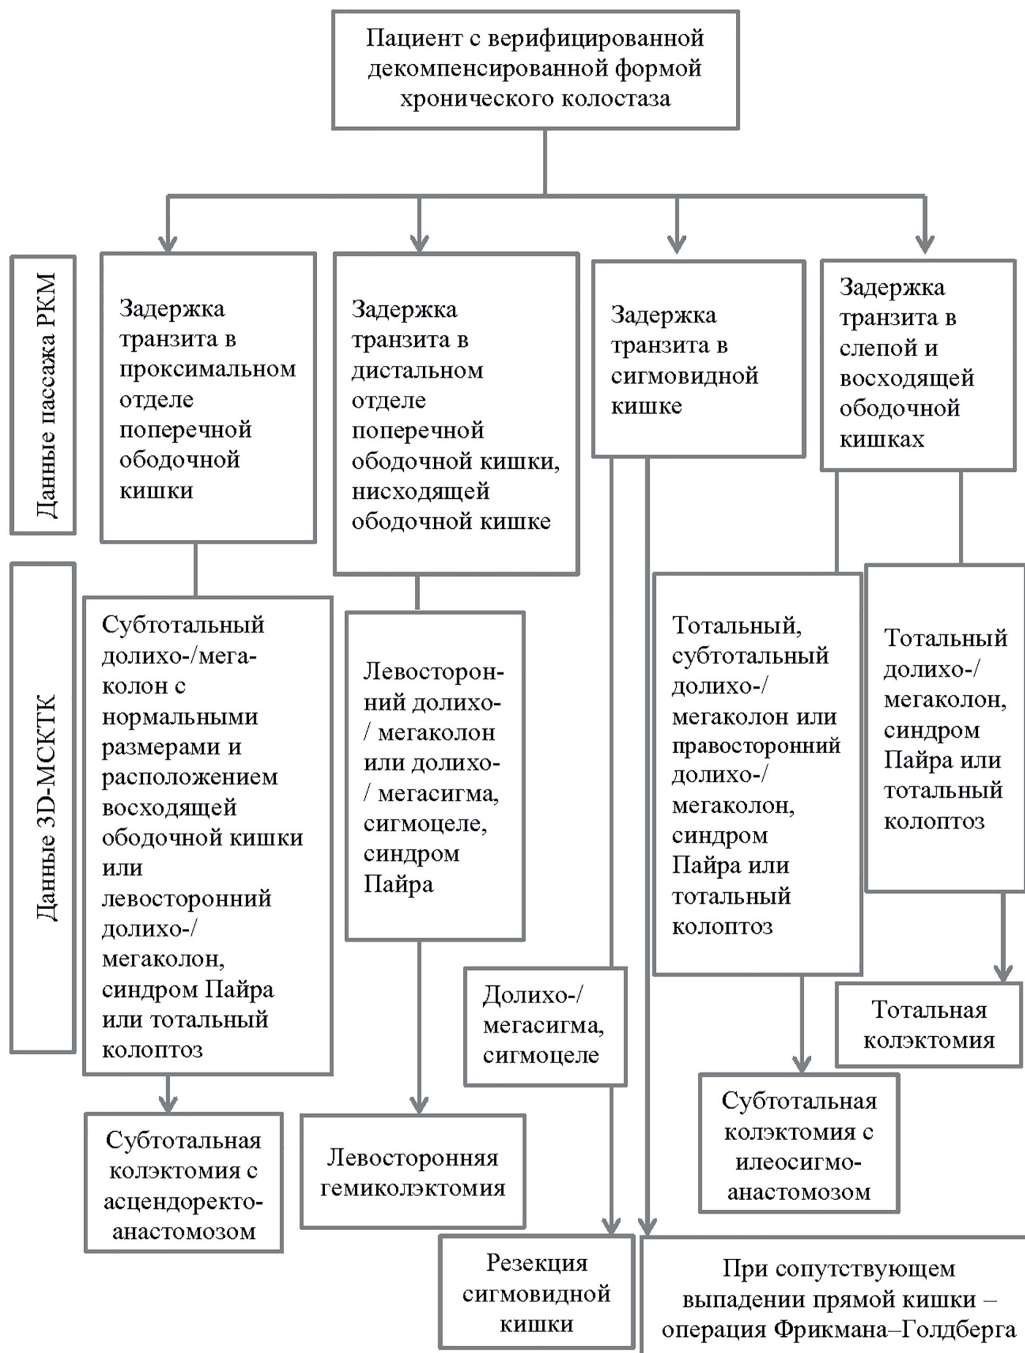 Пациент с верифицированной
декомпенсированной формой
хронического колостаза
Данные пассажа РКМ
Задержка
транзита в
проксимальном
отделе
поперечной
ободочной
кишки
Задержка
транзита в
дистальном
отделе
поперечной
ободочной кишки,
нисходящей
ободочной кишке
Задержка
транзита в
сигмовидной
кишке
Задержка
транзита в
слепой и
восходящей
ободочной
кишках
Данные 3D-МСКТК
Субтотальный
долихо-/мега-
колон с
нормальными
размерами и
расположением
восходящей
ободочной кишки
или
левосторонний
долихо-/
мегаколон,
синдром Пайра
или тотальный
колоптоз
Левосторон-
ний долихо-
/ мегаколон
или долихо-
/ мегасигма,
сигмоцеле,
синдром
Пайра
Долихо-/
мегасигма,
сигмоцеле
Тотальный,
субтотальный
долихо-/
мегаколон или
правосторонний
долихо-/
мегаколон,
синдром
Пайра или
тотальный
колоптоз
Тотальный
долихо-/
мегаколон,
синдром
Пайра или
тотальный
колоптоз
Субтотальная
колэктомия с
асцендоректо-
анастомозом
Левосторонняя
гемиколэктомия
Резекция
сигмовидной
кишки
При сопутствующем
выпадении прямой кишки –
операция Фрикмана–Голдберга
Субтотальная
колэктомия с
илеосигмо-
анастомозом
Тотальная
колэктомия